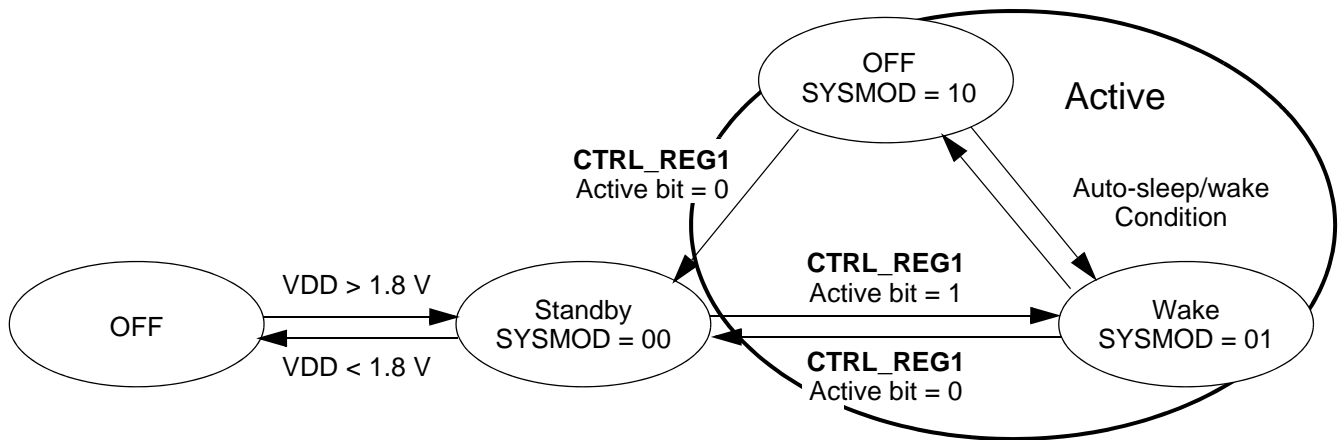 OFF
SYSMOD = 10
Active
CTRL_REG1
Active bit = 0
Auto-sleep/wake
Condition
VDD > 1.8 V
CTRL_REG1
Active bit = 1
OFF
Standby
SYSMOD = 00
Wake
SYSMOD = 01
VDD < 1.8 V
CTRL_REG1
Active bit = 0